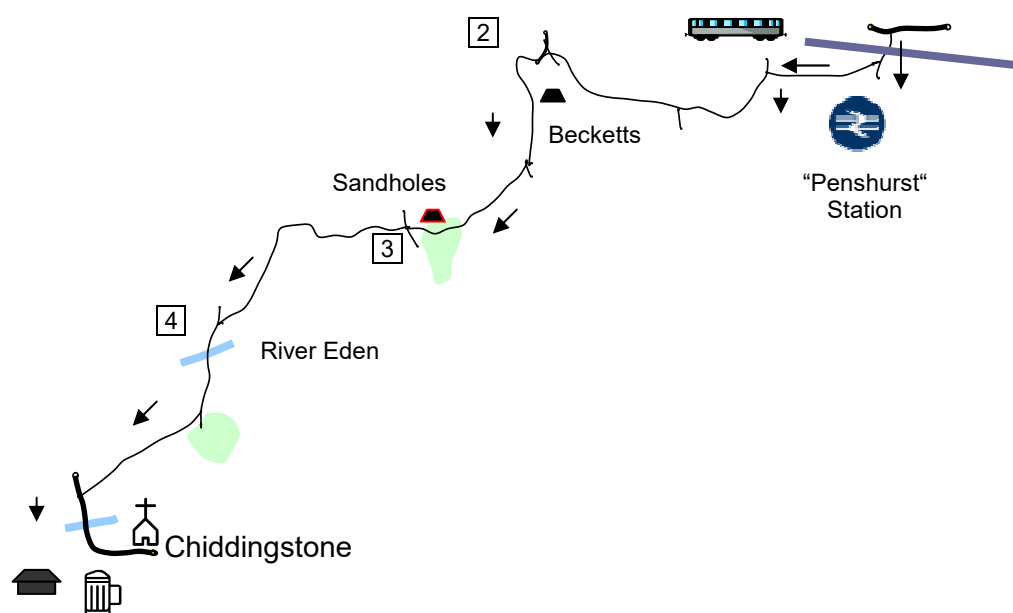 2
Becketts
“Penshurst“
Station
Sandholes
3
4
River Eden
Chiddingstone